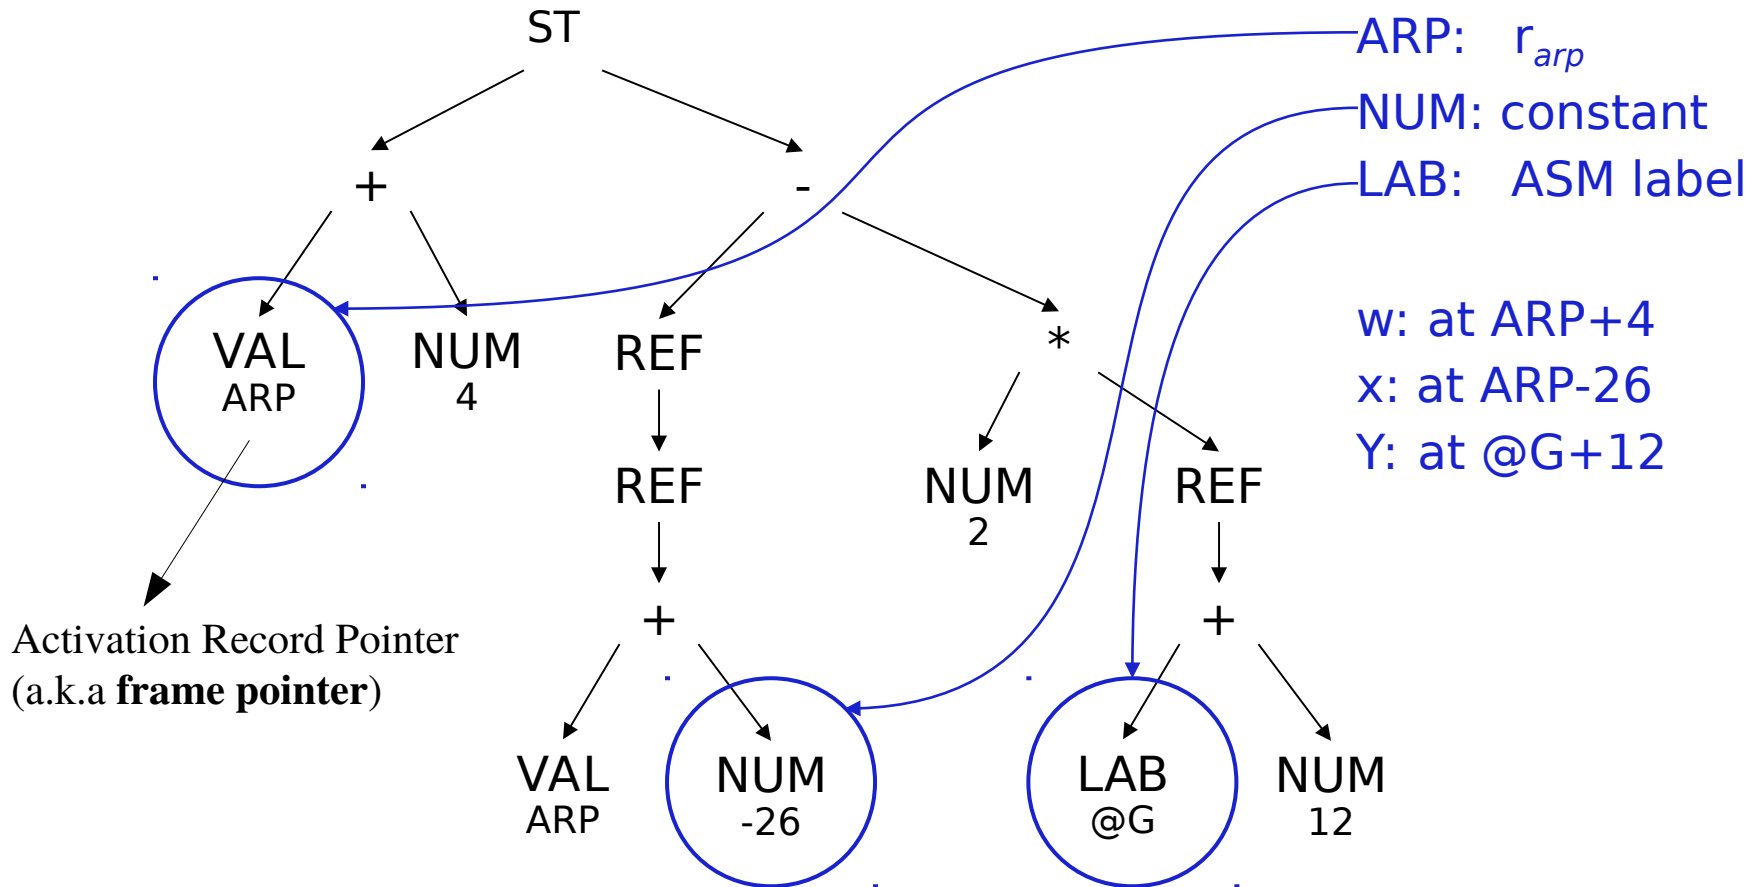 ST
ARP: r_arp
NUM: constant
LAB: ASM label
+ -
VAL NUM REF *
ARP 4
w: at ARP+4
x: at ARP-26
Y: at @G+12
REF NUM REF
2
Activation Record Pointer
(a.k.a frame pointer)
+ +
VAL NUM LAB NUM
ARP -26 @G 12